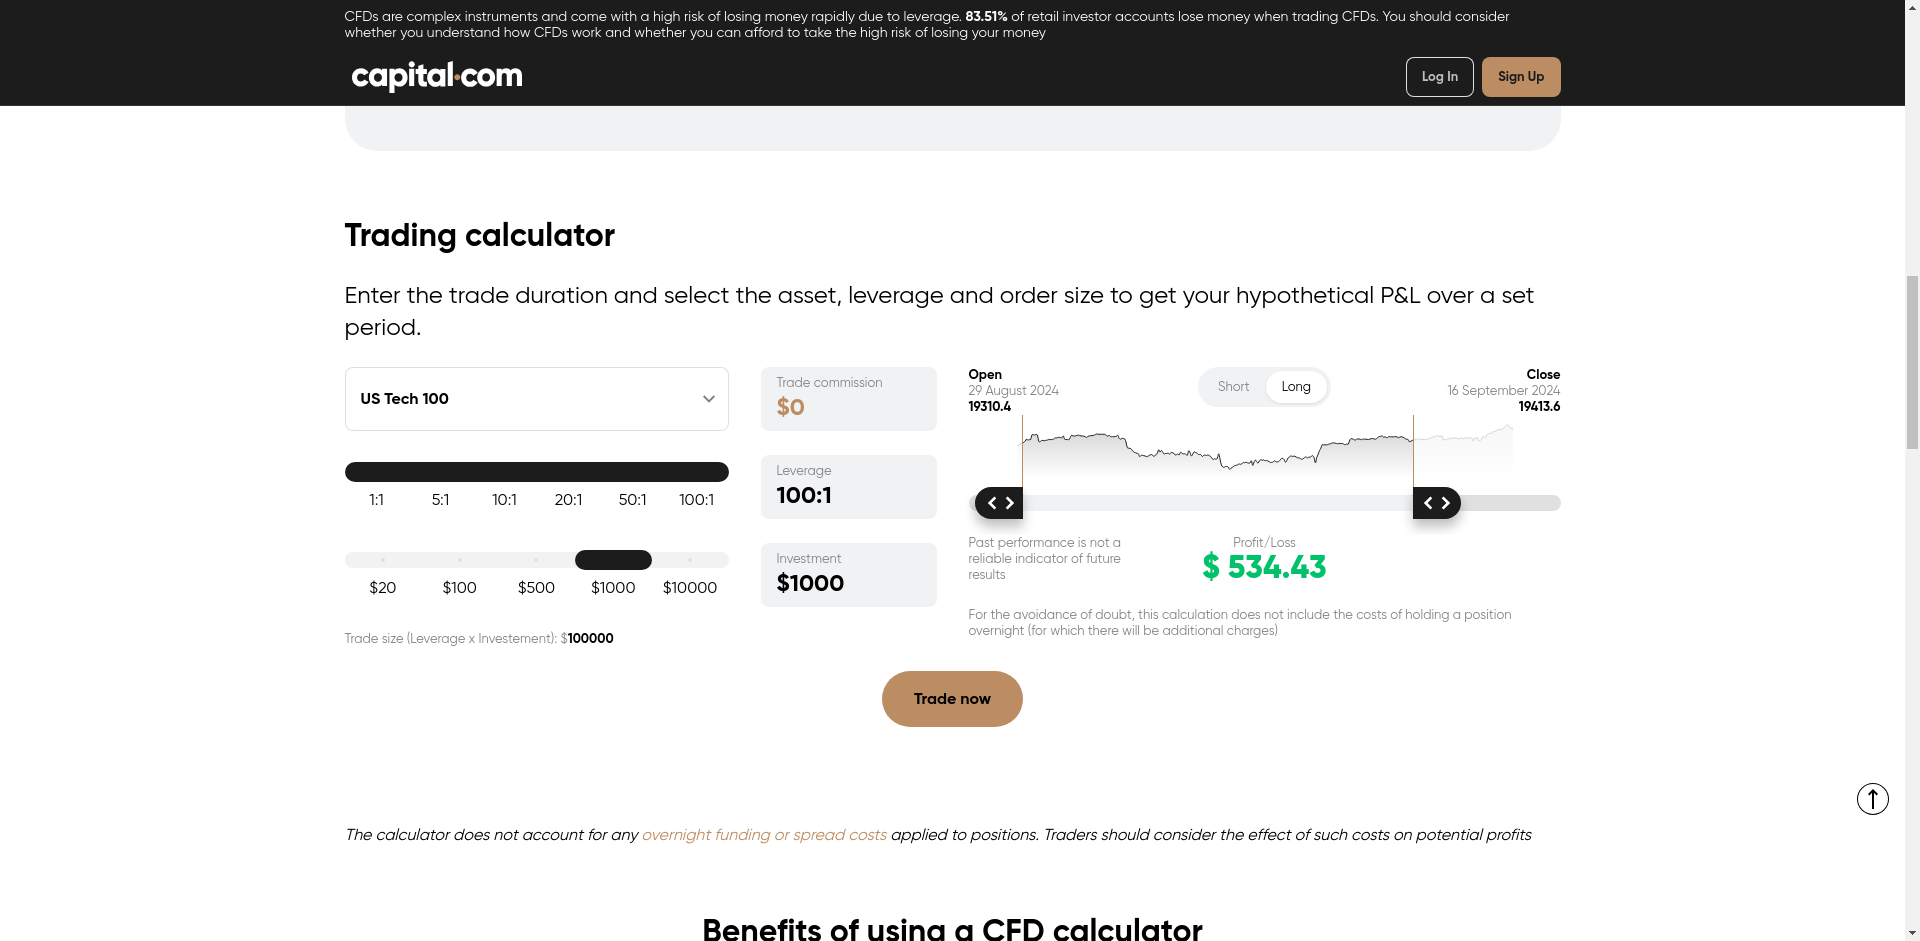 CFDs are complex instruments and come with a high risk of losing money rapidly due to leverage. 83.51% of retail investor accounts lose money when trading CFDs. You should consider
whether you understand how CFDs work and whether you can afford to take the high risk of losing your money
capital.com
Log In
Sign Up
Trading calculator
Enter the trade duration and select the asset, leverage and order size to get your hypothetical P&L over a set
period.
US Tech 100
1:1 5:1 10:1 20:1 50:1 100:1
$20 $100 $500 $1000 $10000
Trade size (Leverage x Investement): $100000
Trade commission
$0
Leverage
100:1
Investment
$1000
Open
29 August 2024
19310.4
Short Long
Close
16 September 2024
19413.6
Past performance is not a
reliable indicator of future
results
Profit/Loss
$ 534.43
For the avoidance of doubt, this calculation does not include the costs of holding a position
overnight (for which there will be additional charges)
Trade now
The calculator does not account for any overnight funding or spread costs applied to positions. Traders should consider the effect of such costs on potential profits
Benefits of using a CFD calculator